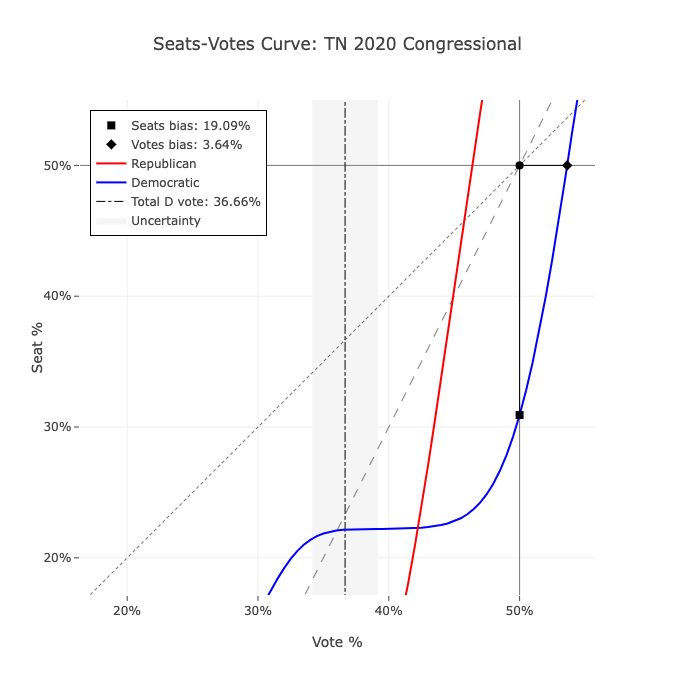 Seats-Votes Curve: TN 2020 Congressional
Seats bias: 19.09%
Votes bias: 3.64%
Republican
Democratic
Total D vote: 36.66%
Uncertainty
50%
40%
30%
20%
Seat %
20%
30%
40%
50%
Vote %